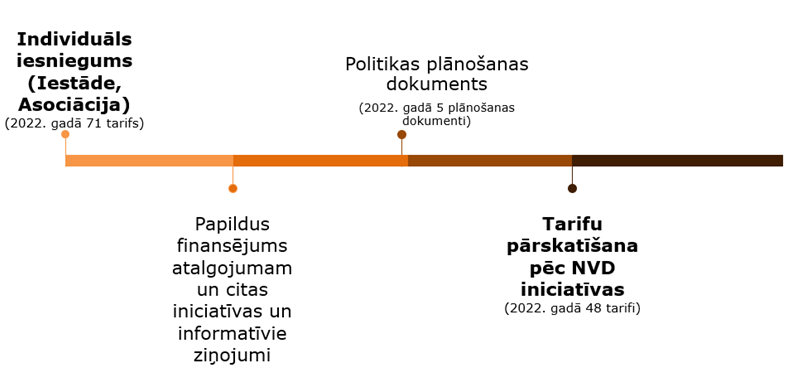 Individuāls
iesniegums
(Iestāde,
Asociācija)
(2022. gadā 71 tarifs)
Politikas plānošanas
dokuments
(2022. gadā 5 plānošanas
dokumenti)
Papildus
finansējums
atalgojumam
un citas
iniciatīvas un
informatīvie
ziņojumi
Tarifu
pārskatīšana
pēc NVD
iniciatīvas
(2022. gadā 48 tarifi)